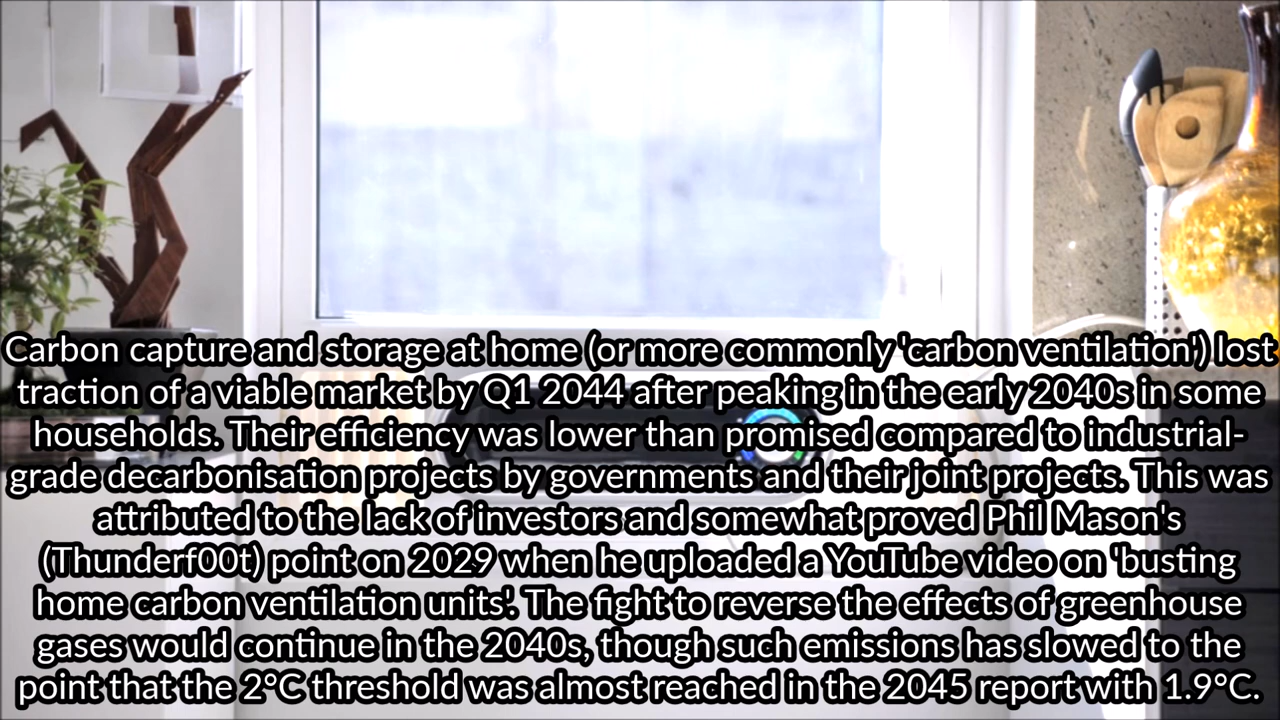 Carbon capture and storage at home (or more commonly 'carbon ventilation') lost
traction of a viable market by Q1 2044 after peaking in the early 2040s in some
households. Their efficiency was lower than promised compared to industrial-
grade decarbonisation projects by governments and their joint projects. This was
attributed to the lack of investors and somewhat proved Phil Mason's
(Thunderf00t) point on 2029 when he uploaded a YouTube video on 'busting
home carbon ventilation units'. The fight to reverse the effects of greenhouse
gases would continue in the 2040s, though such emissions has slowed to the
point that the 2°C threshold was almost reached in the 2045 report with 1.9°C.